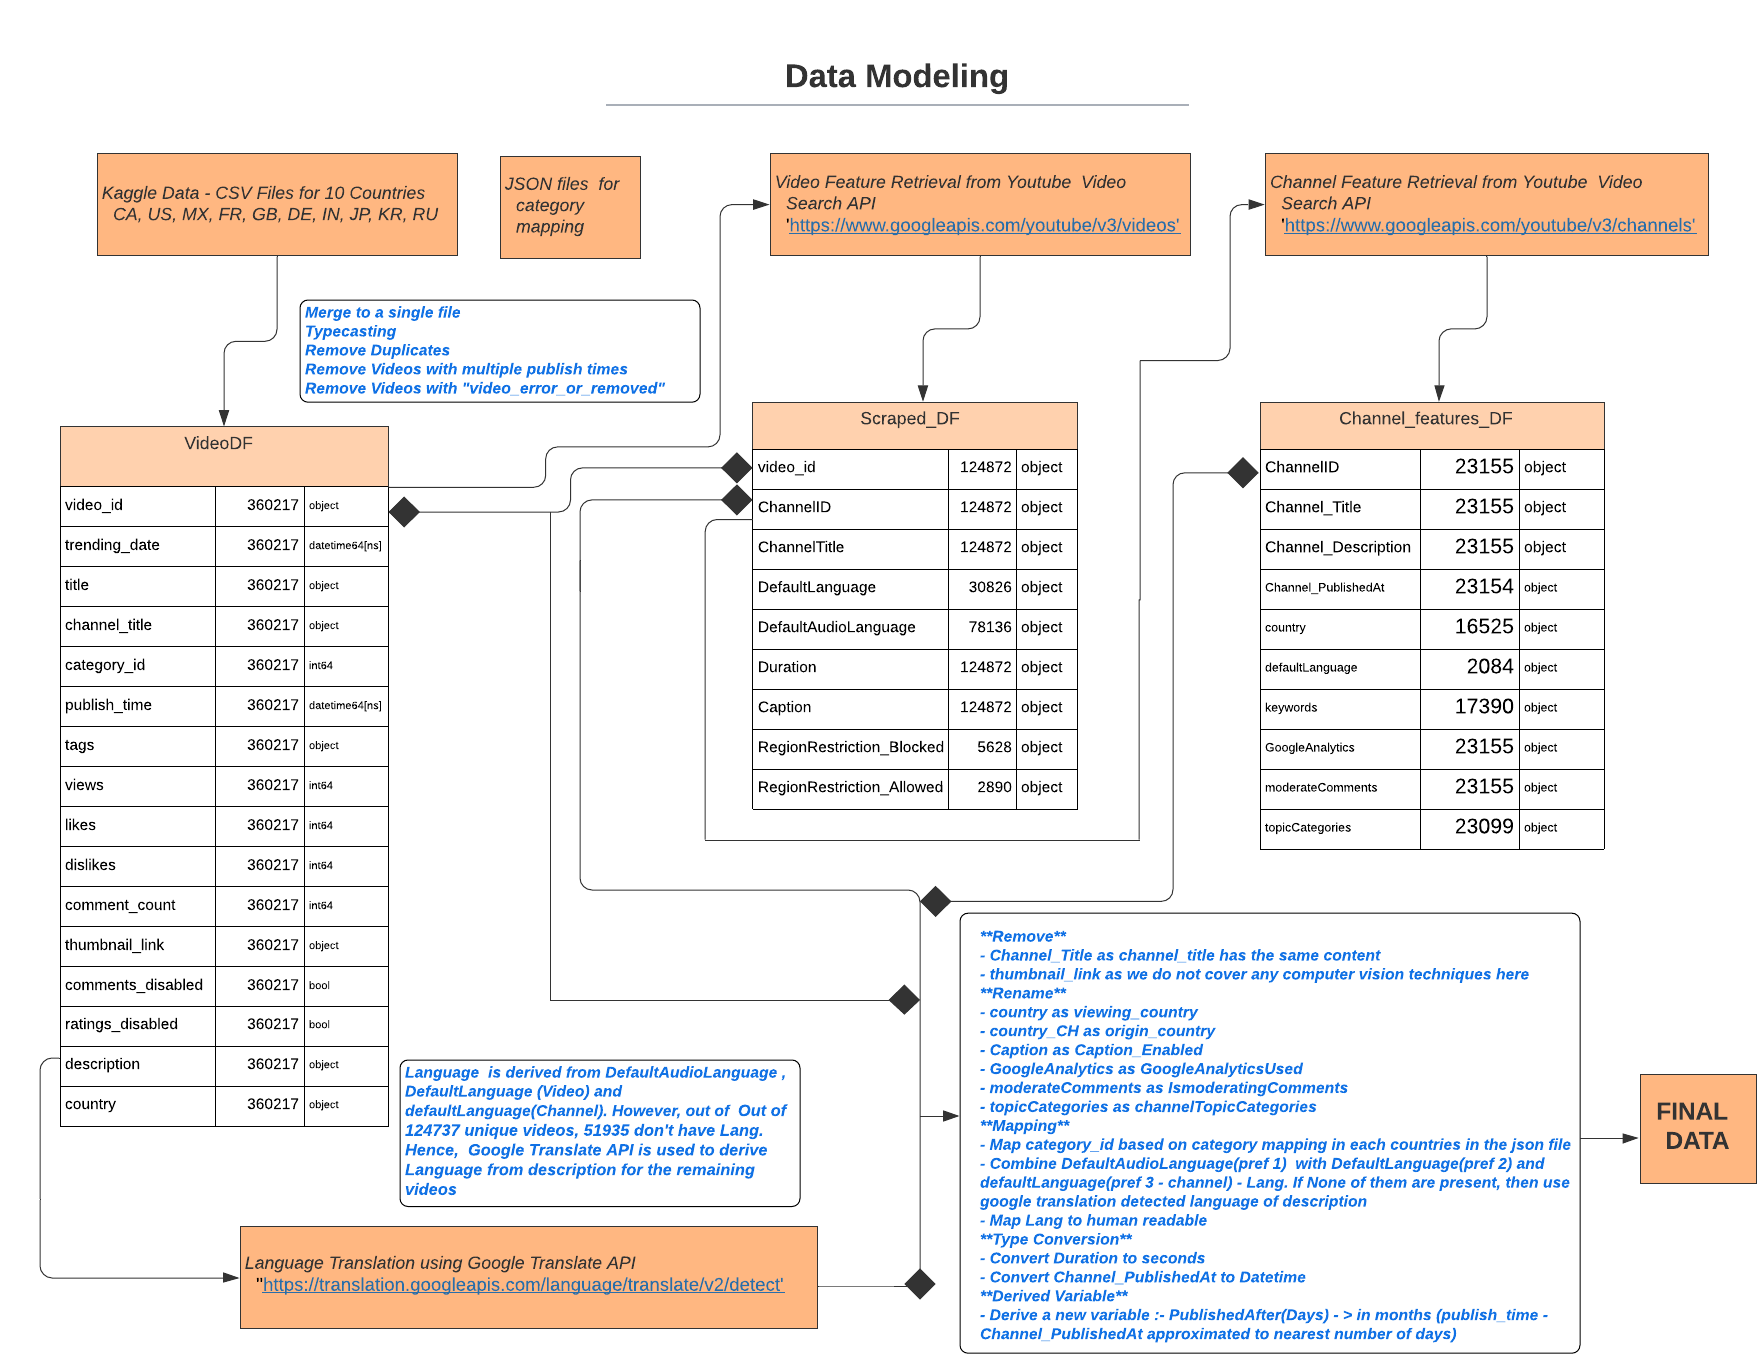 Data Modeling
Kaggle Data - CSV Files for 10 Countries
CA, US, MX, FR, GB, DE, IN, JP, KR, RU
JSON files for
category
mapping
Video Feature Retrieval from Youtube Video
Search API
'https://www.googleapis.com/youtube/v3/videos'
Channel Feature Retrieval from Youtube Video
Search API
'https://www.googleapis.com/youtube/v3/channels'
Merge to a single file
Typecasting
Remove Duplicates
Remove Videos with multiple publish times
Remove Videos with "video_error_or_removed"
VideoDF
video_id 360217 object
trending_date 360217 datetime64[ns]
title 360217 object
channel_title 360217 object
category_id 360217 int64
publish_time 360217 datetime64[ns]
tags 360217 object
views 360217 int64
likes 360217 int64
dislikes 360217 int64
comment_count 360217 int64
thumbnail_link 360217 object
comments_disabled 360217 bool
ratings_disabled 360217 bool
description 360217 object
country 360217 object
Scraped_DF
video_id 124872 object
ChannelID 124872 object
ChannelTitle 124872 object
DefaultLanguage 30826 object
DefaultAudioLanguage 78136 object
Duration 124872 object
Caption 124872 object
RegionRestriction_Blocked 5628 object
RegionRestriction_Allowed 2890 object
Channel_features_DF
ChannelID 23155 object
Channel_Title 23155 object
Channel_Description 23155 object
Channel_PublishedAt 23154 object
country 16525 object
defaultLanguage 2084 object
keywords 17390 object
GoogleAnalytics 23155 object
moderateComments 23155 object
topicCategories 23099 object
Language is derived from DefaultAudioLanguage ,
DefaultLanguage (Video) and
defaultLanguage(Channel). However, out of Out of
124737 unique videos, 51935 don't have Lang.
Hence, Google Translate API is used to derive
Language from description for the remaining
videos
Language Translation using Google Translate API
"https://translation.googleapis.com/language/translate/v2/detect'
**Remove**
- Channel_Title as channel_title has the same content
- thumbnail_link as we do not cover any computer vision techniques here
**Rename**
- country as viewing_country
- country_CH as origin_country
- Caption as Caption_Enabled
- GoogleAnalytics as GoogleAnalyticsUsed
- moderateComments as IsmoderatingComments
- topicCategories as channelTopicCategories
**Mapping**
- Map category_id based on category mapping in each countries in the json file
- Combine DefaultAudioLanguage(pref 1) with DefaultLanguage(pref 2) and
defaultLanguage(pref 3 - channel) - Lang. If None of them are present, then use
google translation detected language of description
- Map Lang to human readable
**Type Conversion**
- Convert Duration to seconds
- Convert Channel_PublishedAt to Datetime
**Derived Variable**
- Derive a new variable :- PublishedAfter(Days) - > in months (publish_time -
Channel_PublishedAt approximated to nearest number of days)
FINAL
DATA